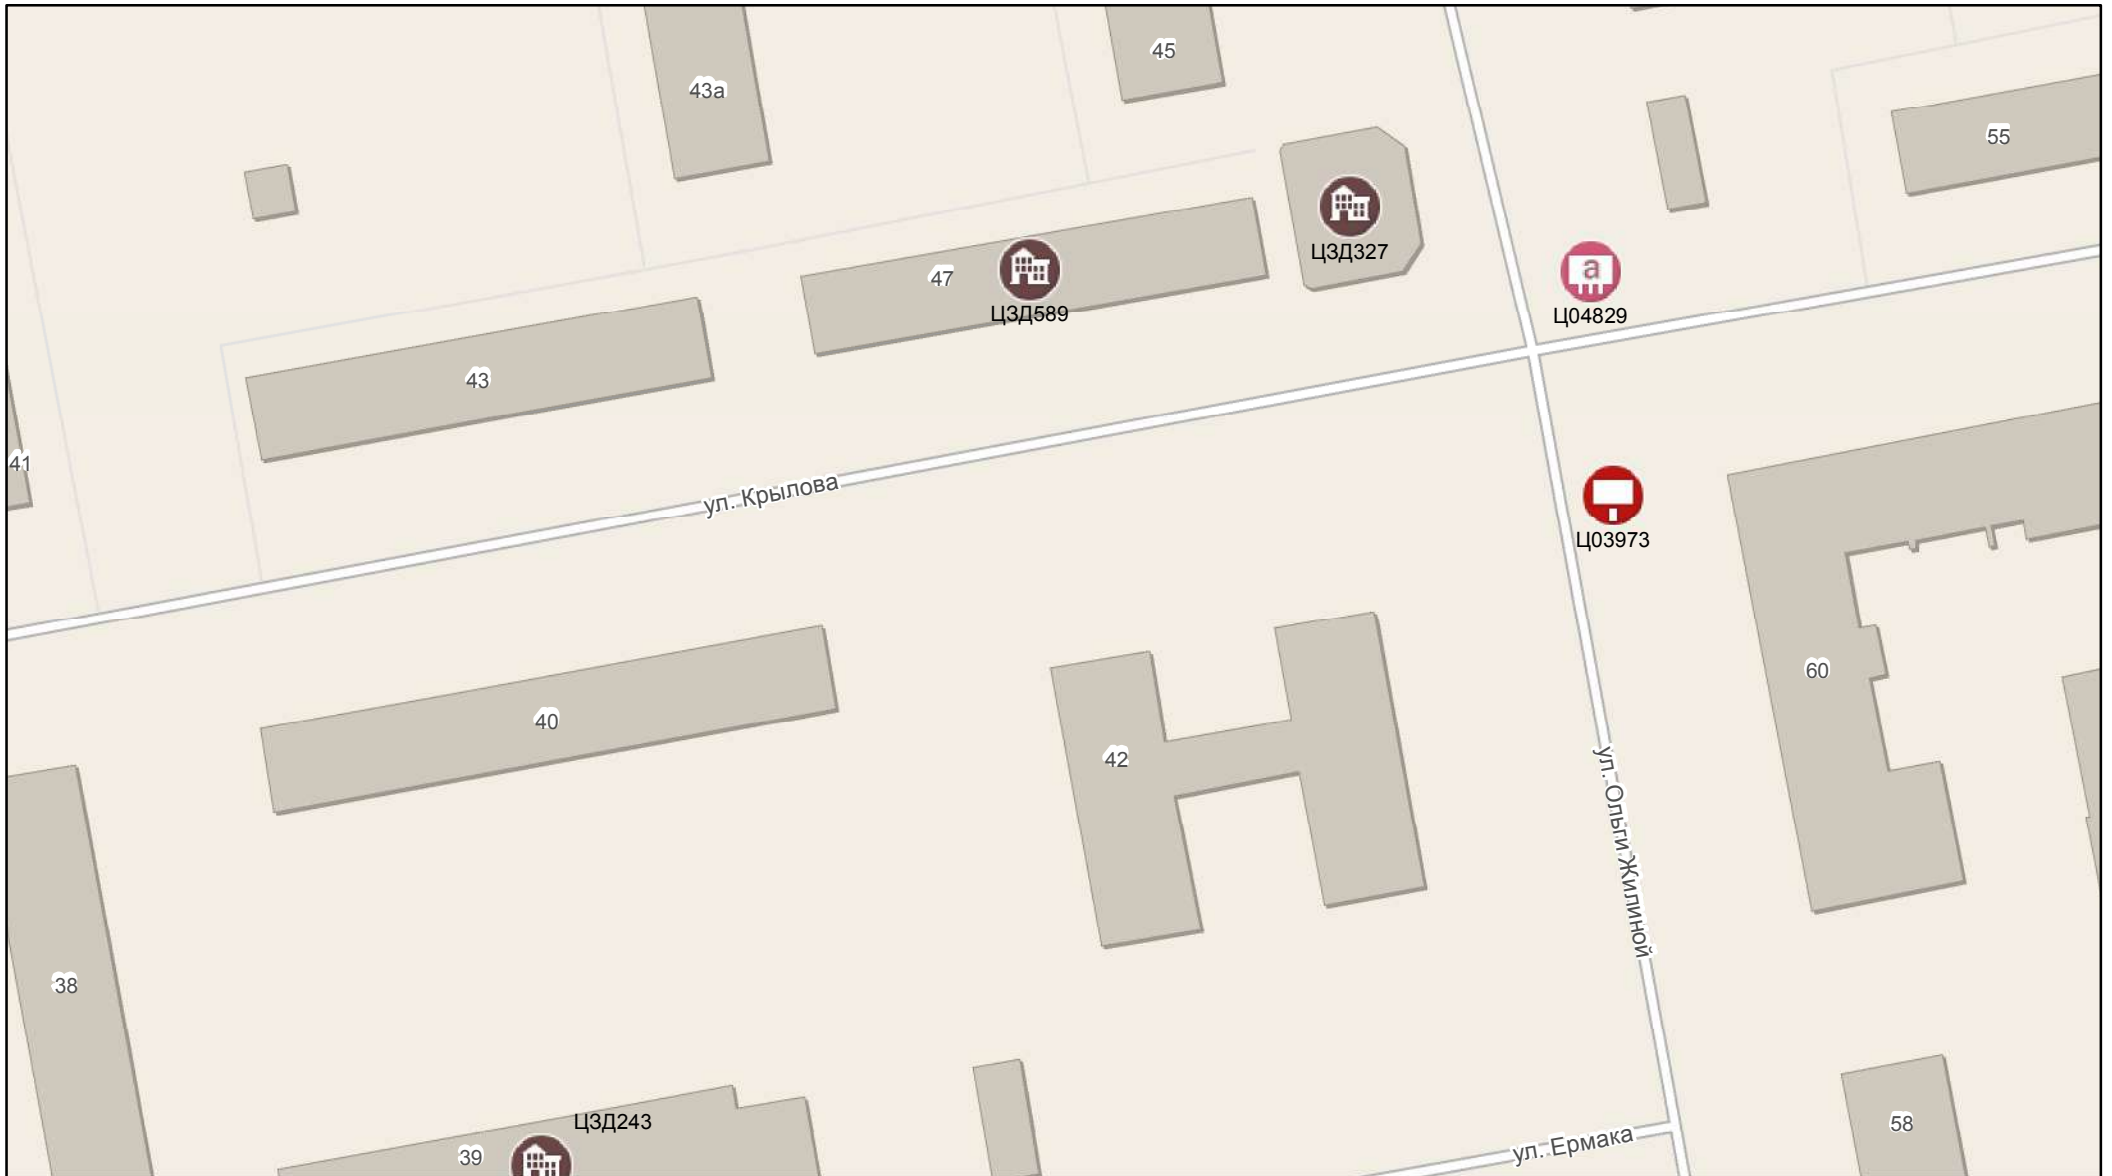 45
43а
55
ЦЗД327
47
ЦЗД589
Ц04829
43
41
ул. Крылова
Ц03973
60
40
42
ул. Ольги Жилиной
38
ЦЗД243
39
58
ул. Ермака
а